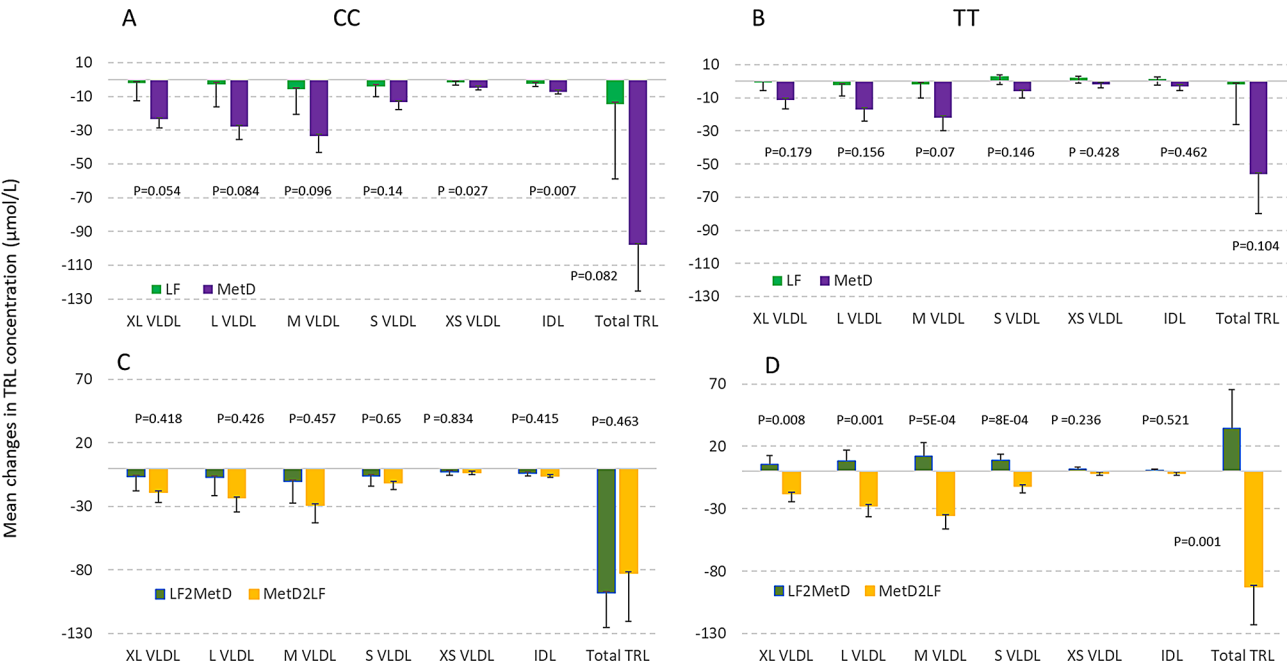 A CC
10
-10
-30
-50
-70
-90
-110
-130
P=0.054 P=0.084 P=0.096 P=0.14 P =0.027 P=0.007
P=0.082
LF MetD
XL VLDL L VLDL M VLDL S VLDL XS VLDL IDL Total TRL
B TT
10
-10
-30
-50
-70
-90
-110
-130
P=0.179 P=0.156 P=0.07 P=0.146 P =0.428 P=0.462
P=0.104
LF MetD
XL VLDL L VLDL M VLDL S VLDL XS VLDL IDL Total TRL
Mean changes in TRL concentration (µmol/L)
C
70
20
-30
-80
-130
P=0.418 P=0.426 P=0.457 P=0.65 P =0.834 P=0.415 P=0.463
LF2MetD MetD2LF
XL VLDL L VLDL M VLDL S VLDL XS VLDL IDL Total TRL
D
70
20
-30
-80
-130
P=0.008 P=0.001 P=5E-04 P=8E-04 P =0.236 P=0.521
P=0.001
LF2MetD MetD2LF
XL VLDL L VLDL M VLDL S VLDL XS VLDL IDL Total TRL